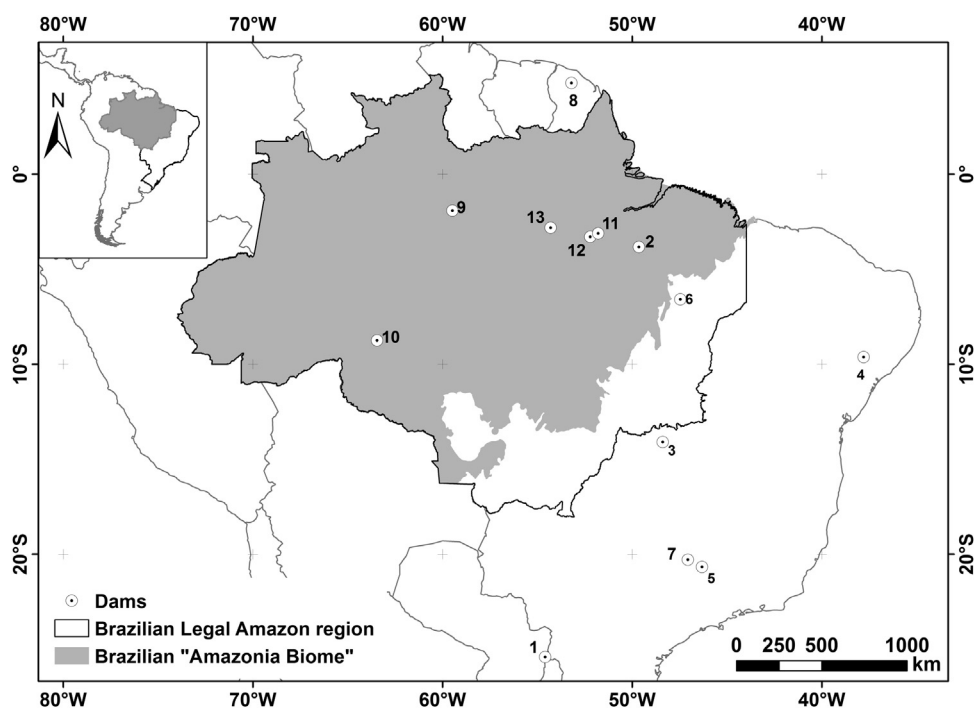 80°W 70°W 60°W 50°W 40°W
N
8
0° 0°
9
13
11
12
2
6
10
10°S 10°S
4
3
20°S 20°S
7
5
1
Dams
Brazilian Legal Amazon region
Brazilian "Amazonia Biome"
0 250 500 1000
km
80°W 70°W 60°W 50°W 40°W